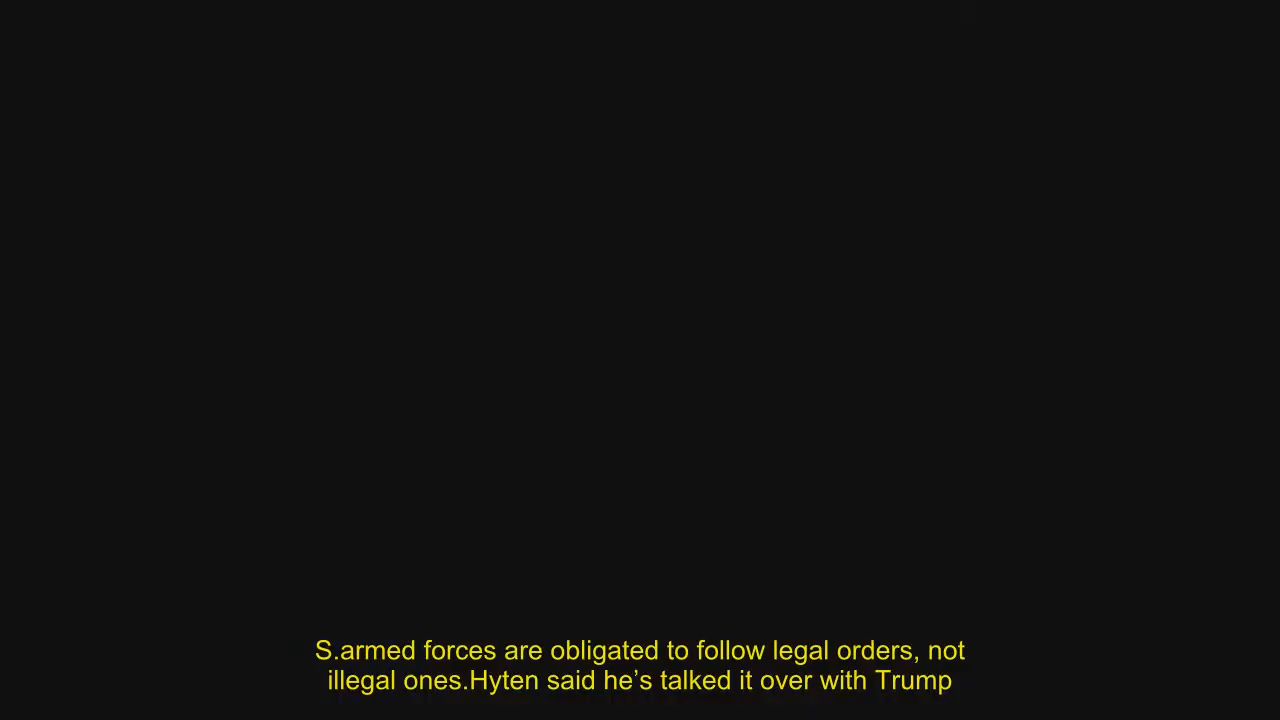 S.armed forces are obligated to follow legal orders, not
illegal ones.Hyten said he’s talked it over with Trump